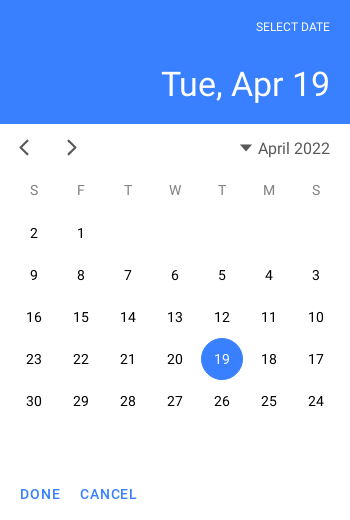 SELECT DATE
Tue, Apr 19
April 2022
S F T W T M S
2 1
9 8 7 6 5 4 3
16 15 14 13 12 11 10
23 22 21 20 19 18 17
30 29 28 27 26 25 24
DONE CANCEL